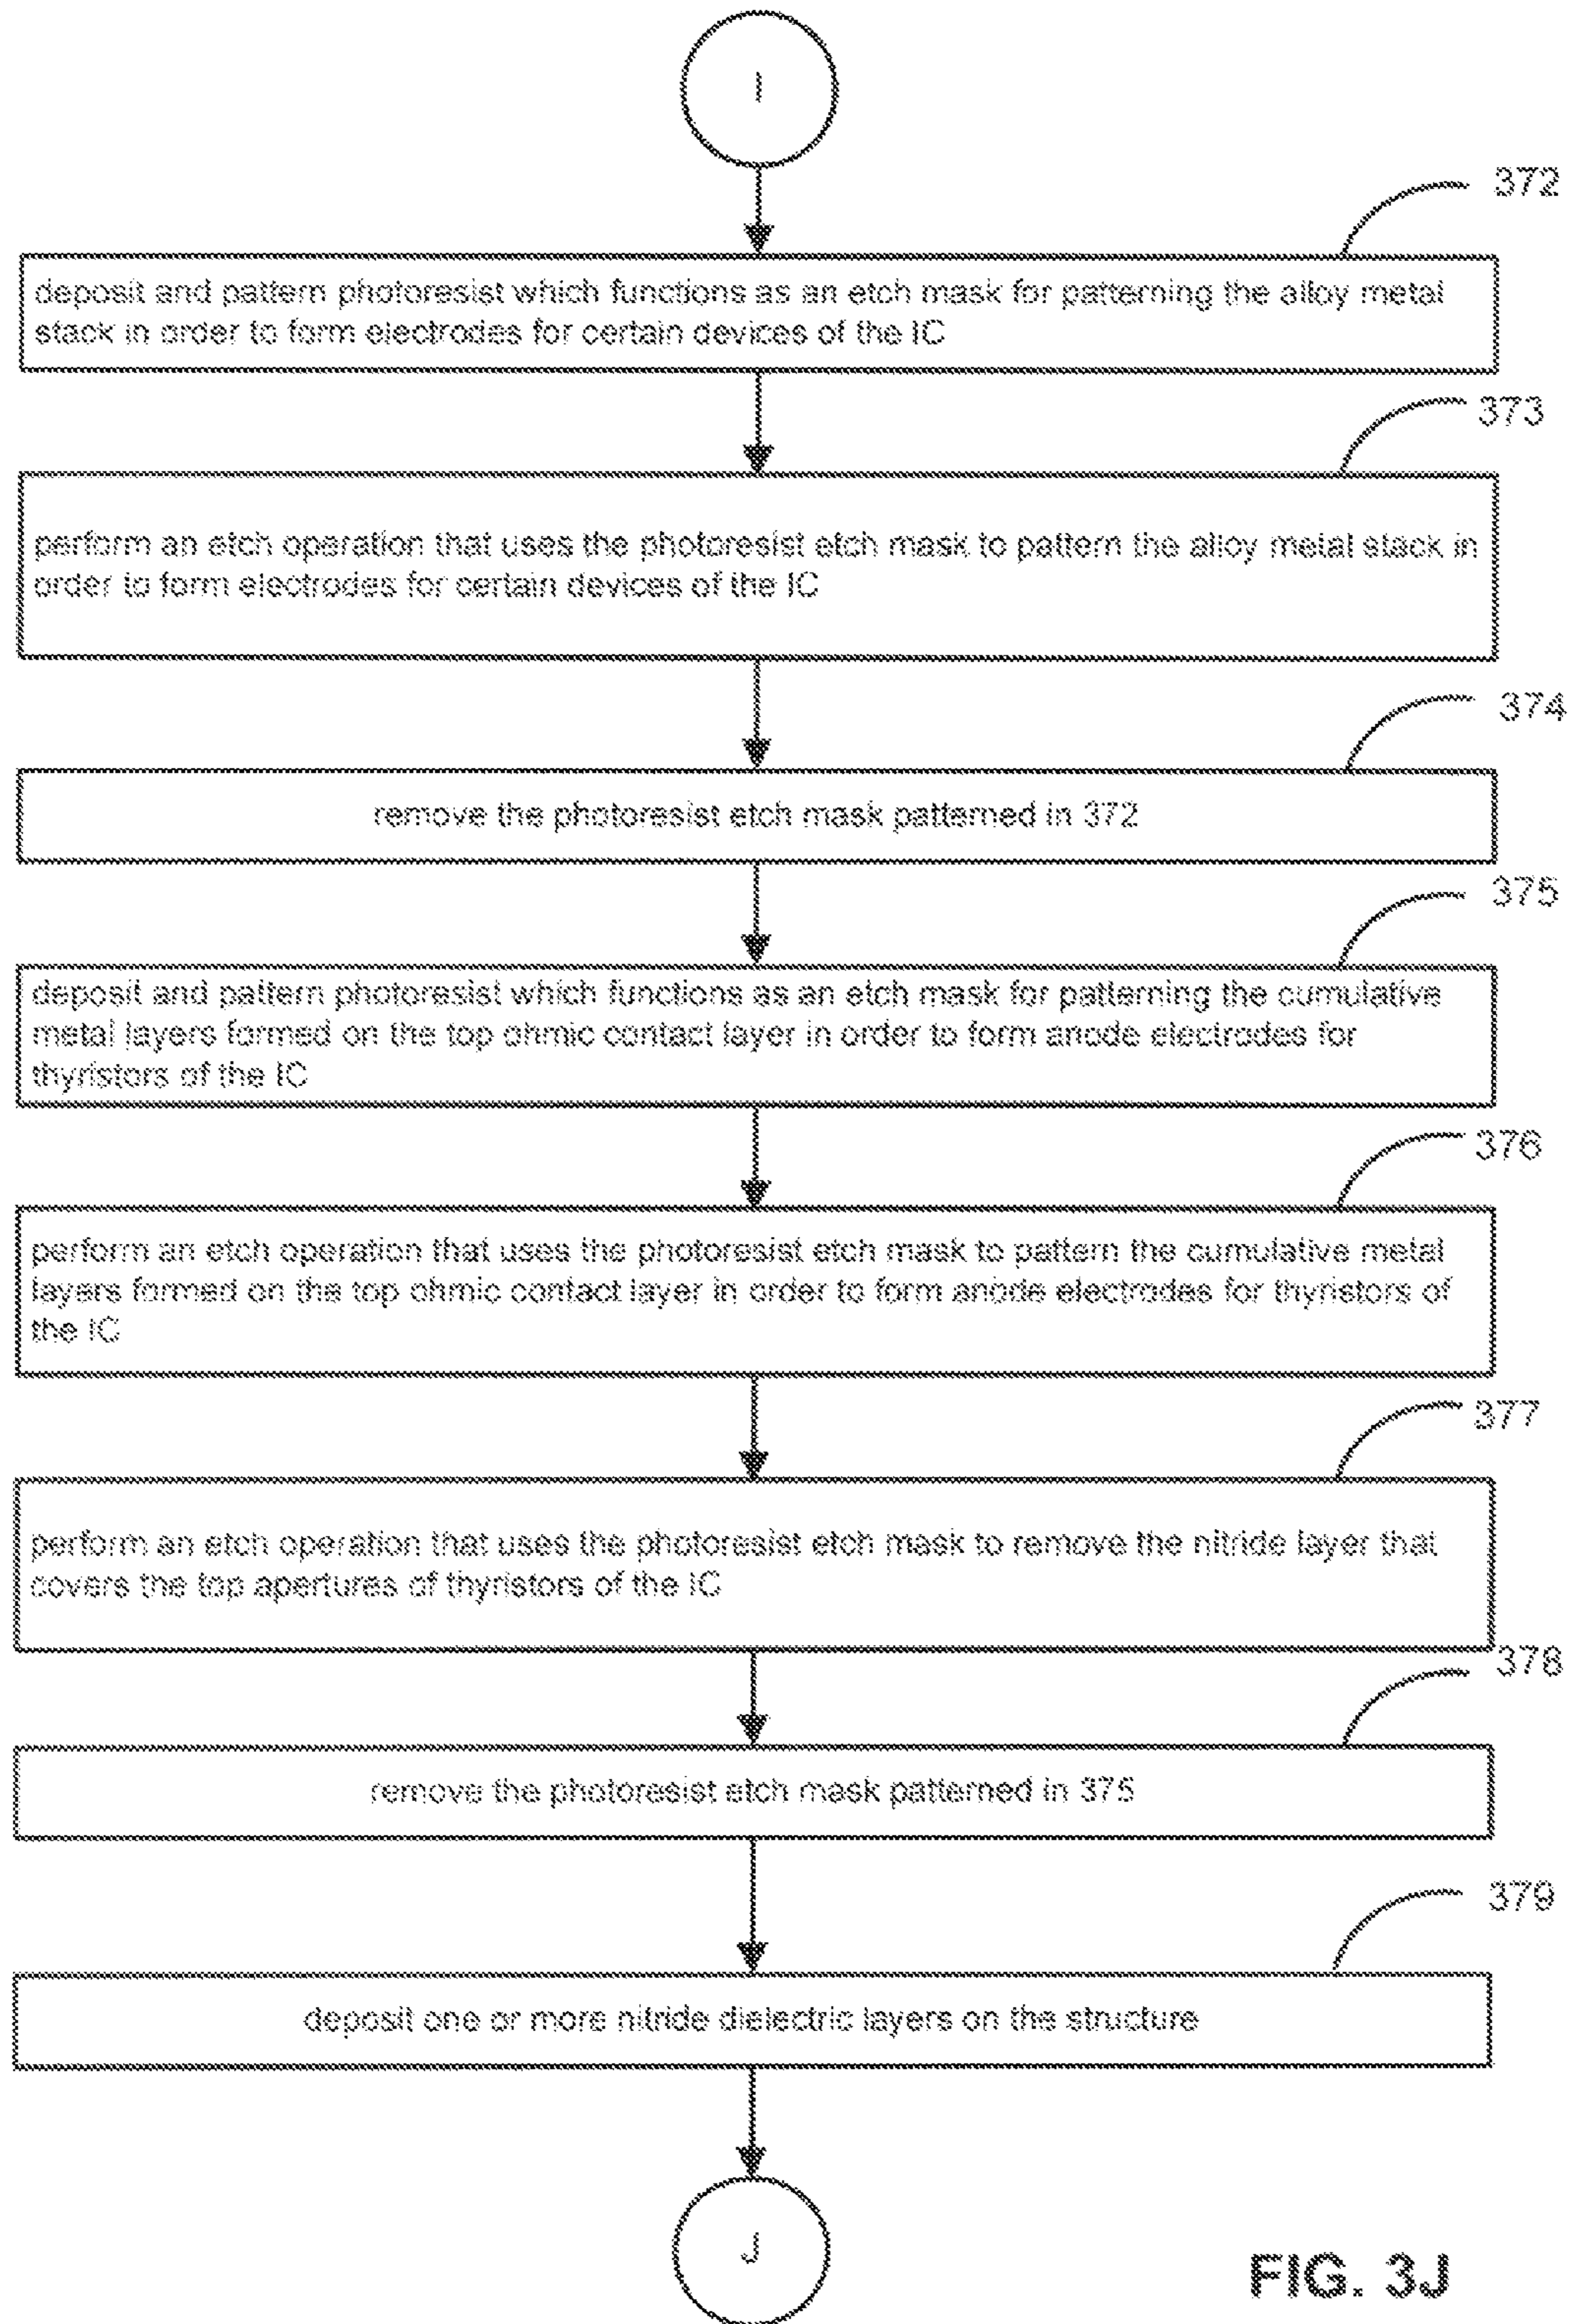 I
372
deposit and pattern photoresist which functions as an etch mask for patterning the alloy metal
stack in order to form electrodes for certain devices of the IC
373
perform an etch operation that uses the photoresist etch mask to pattern the alloy metal stack in
order to form electrodes for certain devices of the IC
374
remove the photoresist etch mask patterned in 372
375
deposit and pattern photoresist which functions as an etch mask for patterning the cumulative
metal layers formed on the top ohmic contact layer in order to form anode electrodes for
thyristors of the IC
376
perform an etch operation that uses the photoresist etch mask to pattern the cumulative metal
layers formed on the top ohmic contact layer in order to form anode electrodes for thyristors of
the IC
377
perform an etch operation that uses the photoresist etch mask to remove the nitride layer that
covers the top apertures of thyristors of the IC
378
remove the photoresist etch mask patterned in 375
379
deposit one or more nitride dielectric layers on the structure
J
FIG. 3J